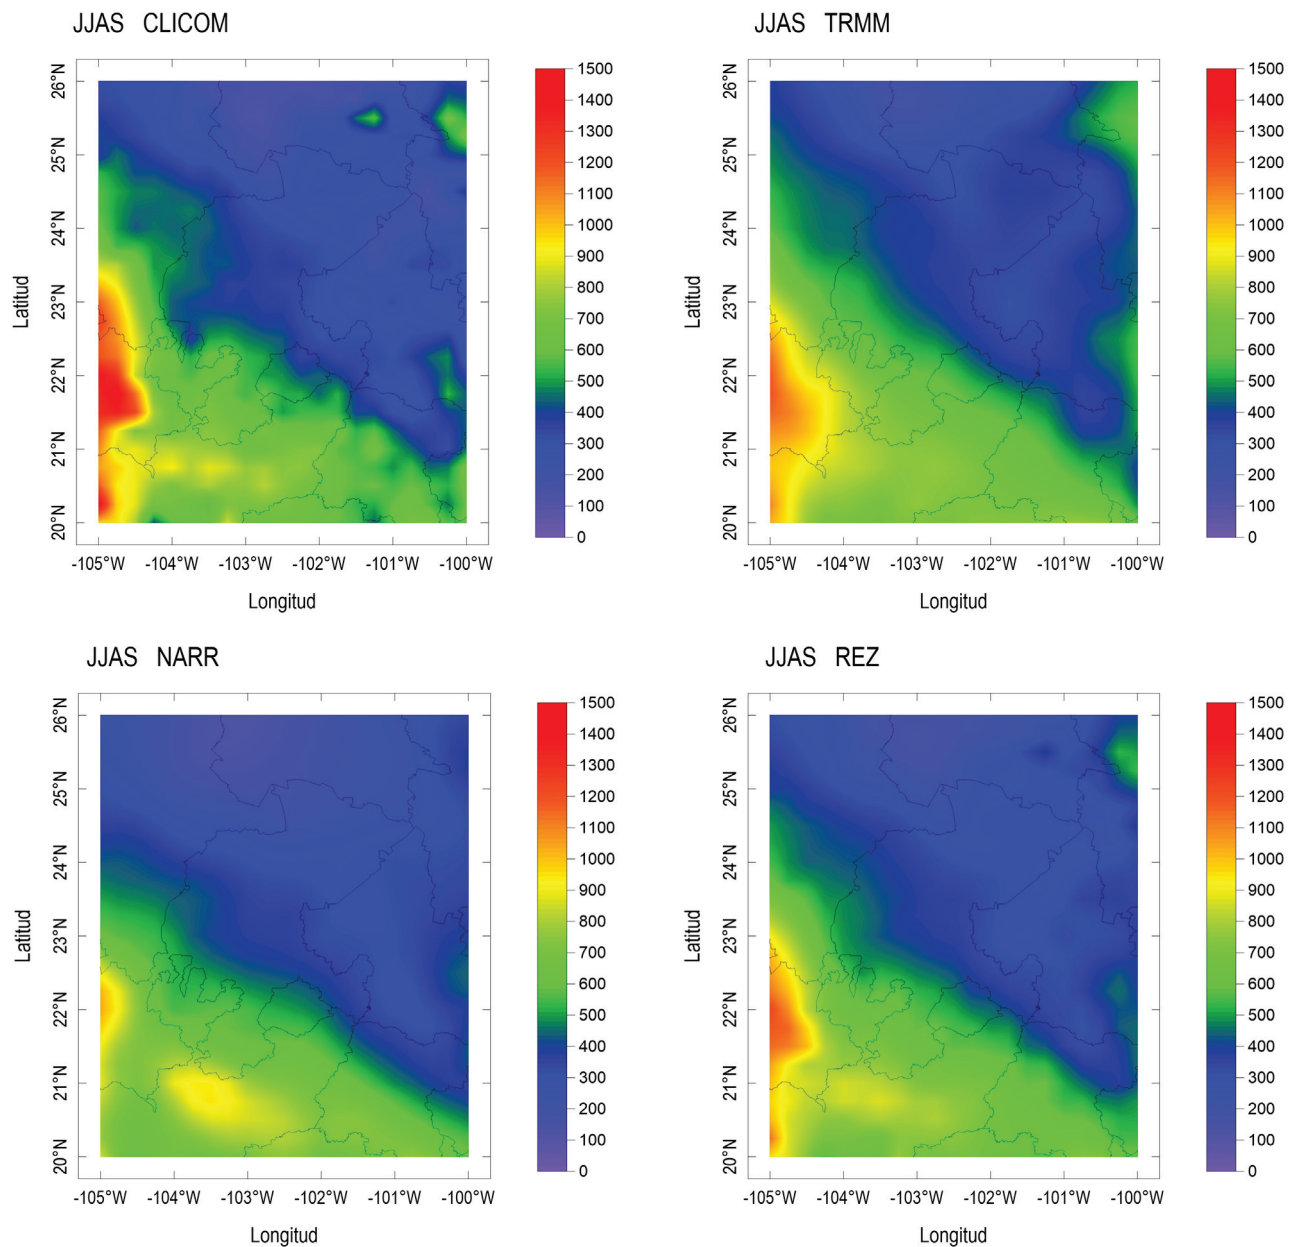 JJAS CLICOM
26°N
25°N
24°N
23°N
22°N
21°N
20°N
Latitud
-105°W -104°W -103°W -102°W -101°W -100°W
Longitud
1500
1400
1300
1200
1100
1000
900
800
700
600
500
400
300
200
100
0
JJAS TRMM
26°N
25°N
24°N
23°N
22°N
21°N
20°N
Latitud
-105°W -104°W -103°W -102°W -101°W -100°W
Longitud
1500
1400
1300
1200
1100
1000
900
800
700
600
500
400
300
200
100
0
JJAS NARR
26°N
25°N
24°N
23°N
22°N
21°N
20°N
Latitud
-105°W -104°W -103°W -102°W -101°W -100°W
Longitud
1500
1400
1300
1200
1100
1000
900
800
700
600
500
400
300
200
100
0
JJAS REZ
26°N
25°N
24°N
23°N
22°N
21°N
20°N
Latitud
-105°W -104°W -103°W -102°W -101°W -100°W
Longitud
1500
1400
1300
1200
1100
1000
900
800
700
600
500
400
300
200
100
0